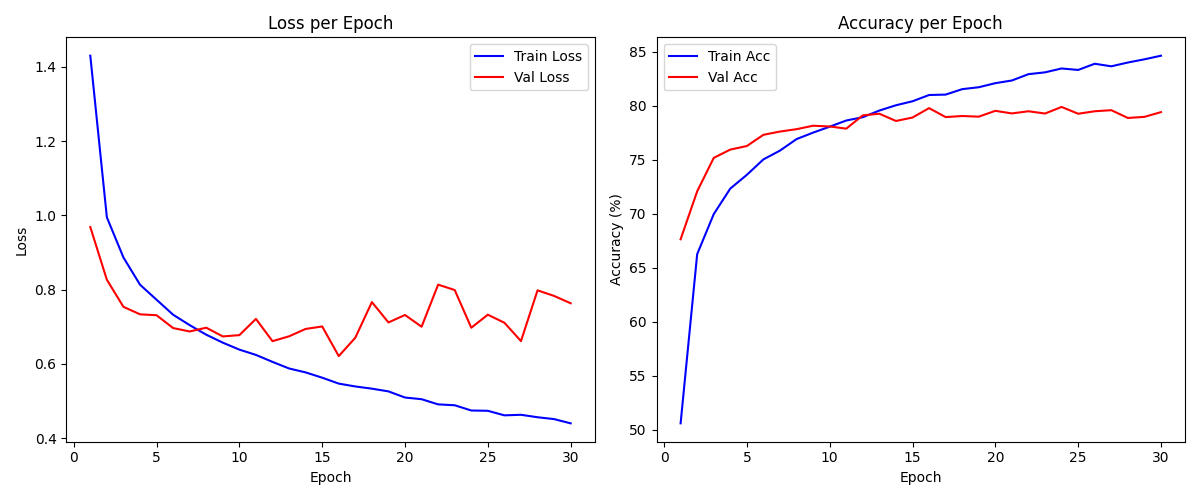 Loss per Epoch
Train Loss
Val Loss
1.4
1.2
1.0
0.8
0.6
0.4
Loss
0
5
10
15
20
25
30
Epoch
Accuracy per Epoch
Train Acc
Val Acc
85
80
75
70
65
60
55
50
Accuracy (%)
0
5
10
15
20
25
30
Epoch